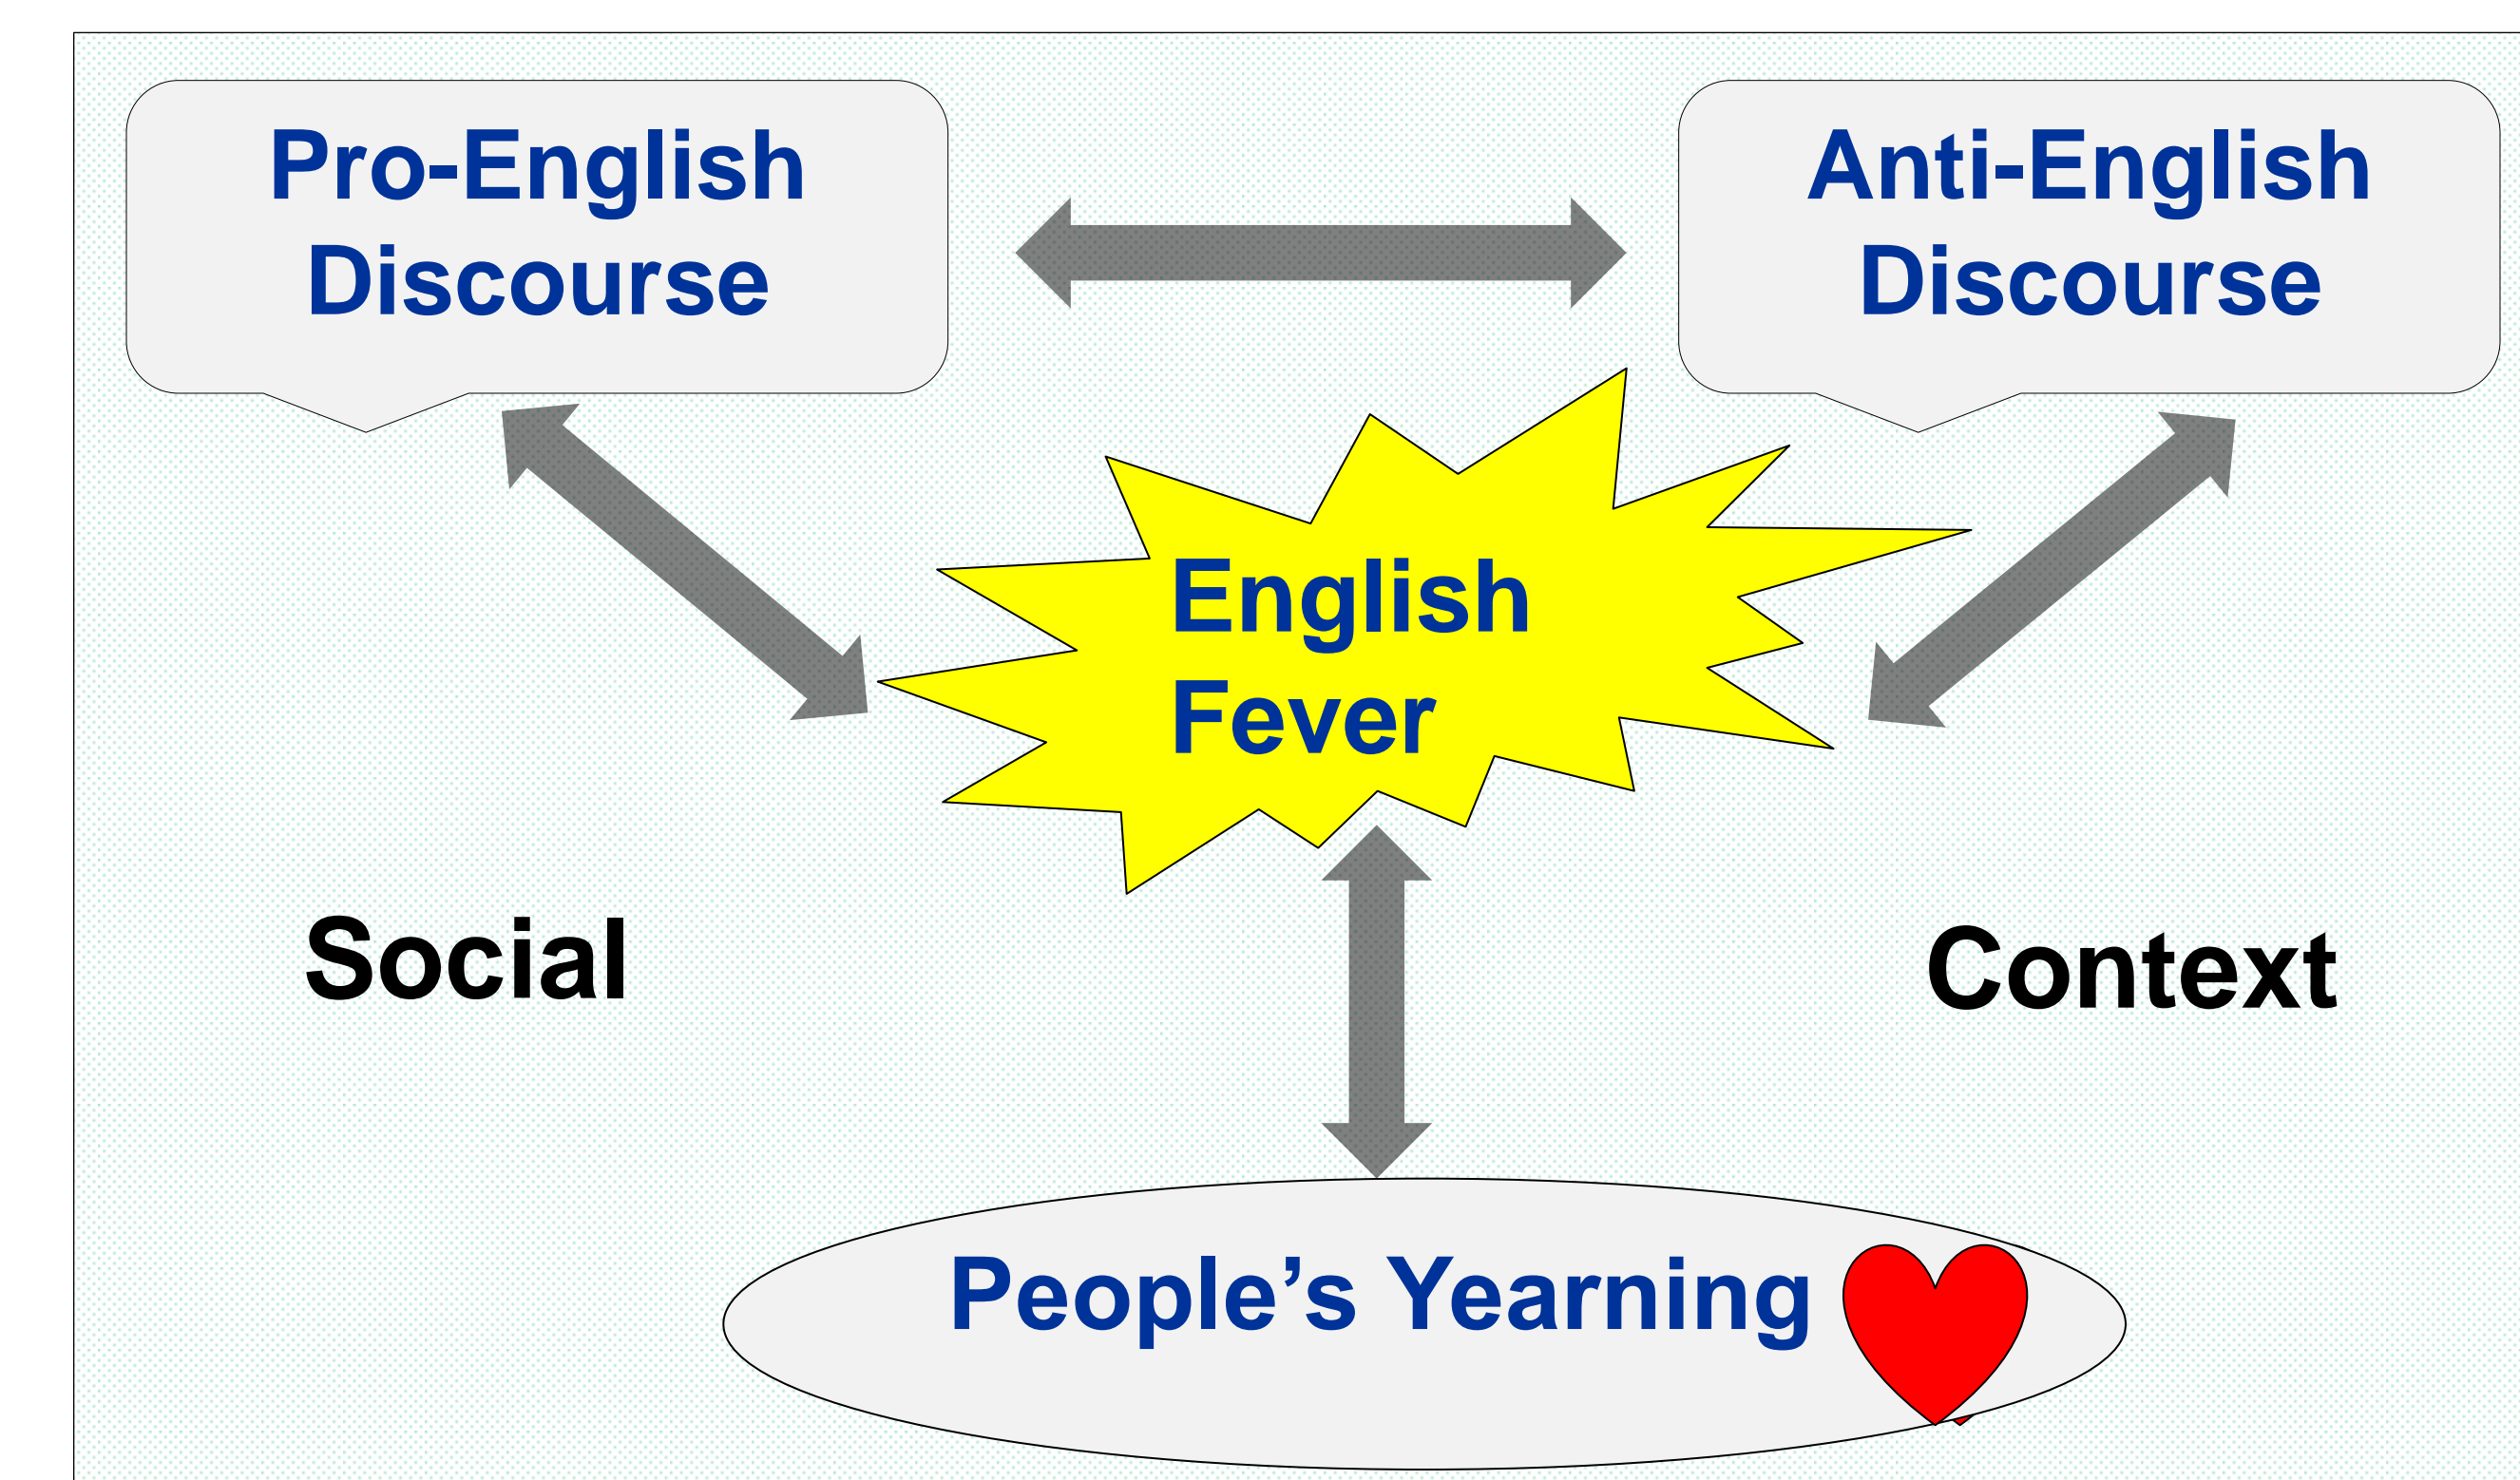 Pro-English
Discourse
Anti-English
Discourse
English
Fever
Social
Context
People’s Yearning